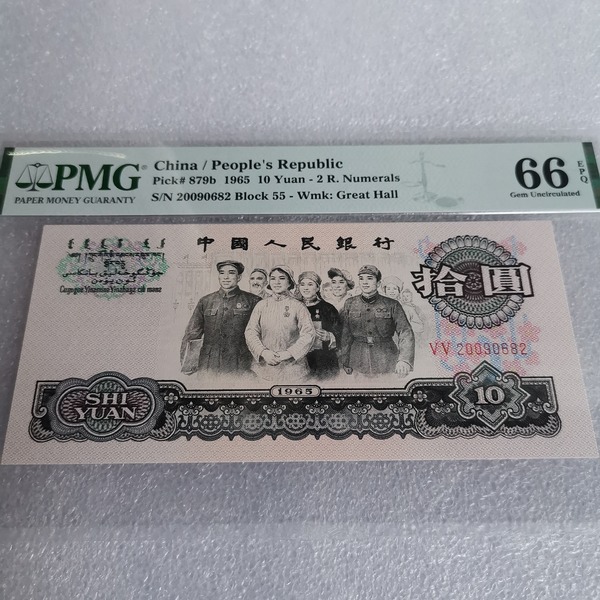 PMG
PAPER MONEY GUARANTY
China / People's Republic
Pick# 879b 1965 10 Yuan - 2 R. Numerals
S/N 20090682 Block 55 - Wmk: Great Hall
66 EPQ
Gem Uncirculated
中國人民銀行
拾圓
VV 20090682
1965
SHI
YUAN
10